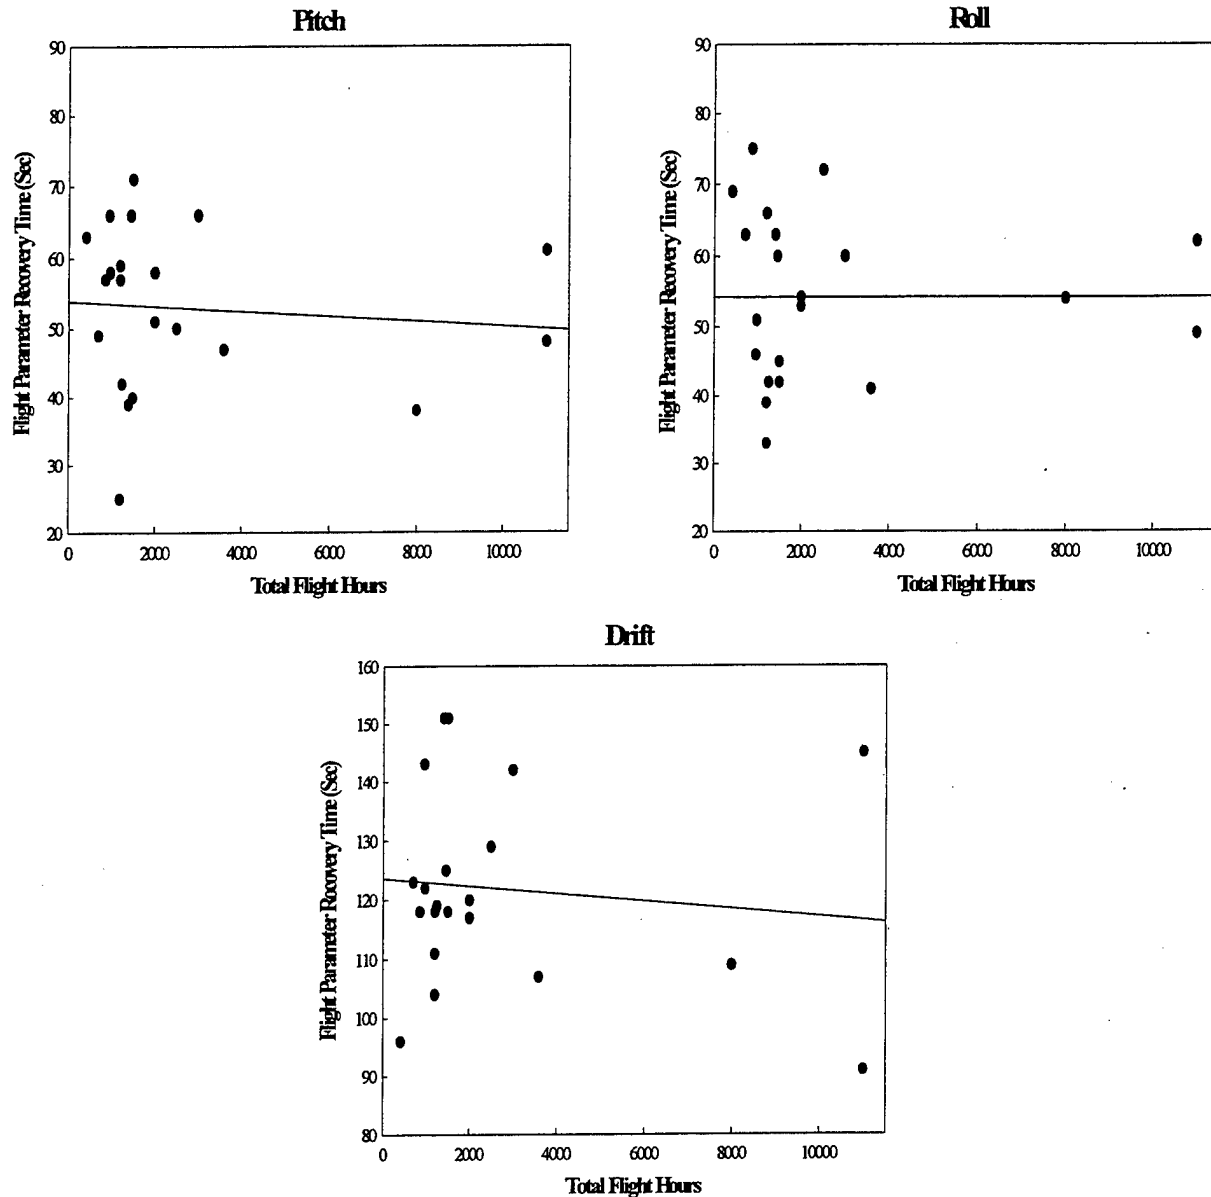 Pitch
90
80
70
60
50
40
30
20
Flight Parameter Recovery Time (Sec)
0 2000 4000 6000 8000 10000
Total Flight Hours
Roll
90
80
70
60
50
40
30
20
Flight Parameter Recovery Time (Sec)
0 2000 4000 6000 8000 10000
Total Flight Hours
Drift
160
150
140
130
120
110
100
90
80
Flight Parameter Rocovery Time (Sec)
0 2000 4000 6000 8000 10000
Total Flight Hours